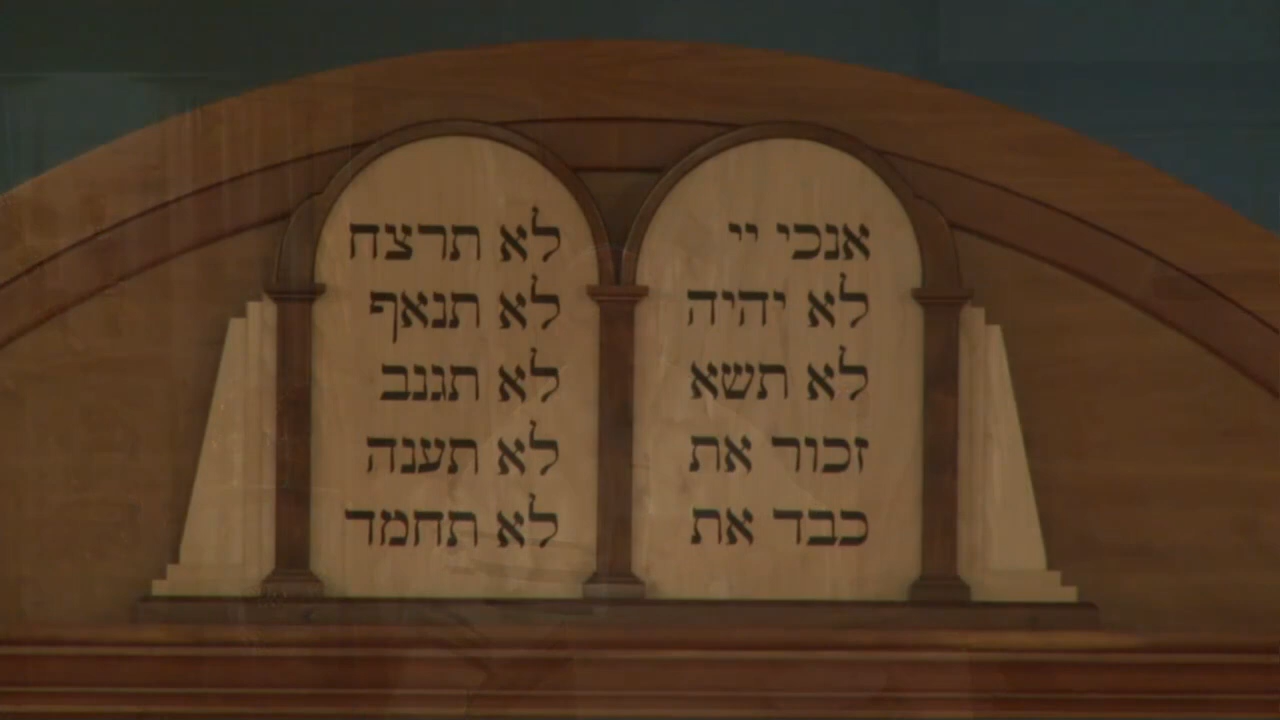 אנכי יי
לא יהיה
לא תשא
זכור את
כבד את
לא תרצח
לא תנאף
לא תגנב
לא תענה
לא תחמד